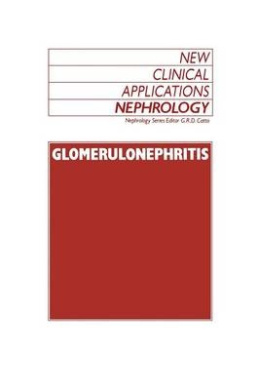 NEW
CLINICAL
APPLICATIONS
NEPHROLOGY
Nephrology Series Editor G.R.D. Catto
GLOMERULONEPHRITIS